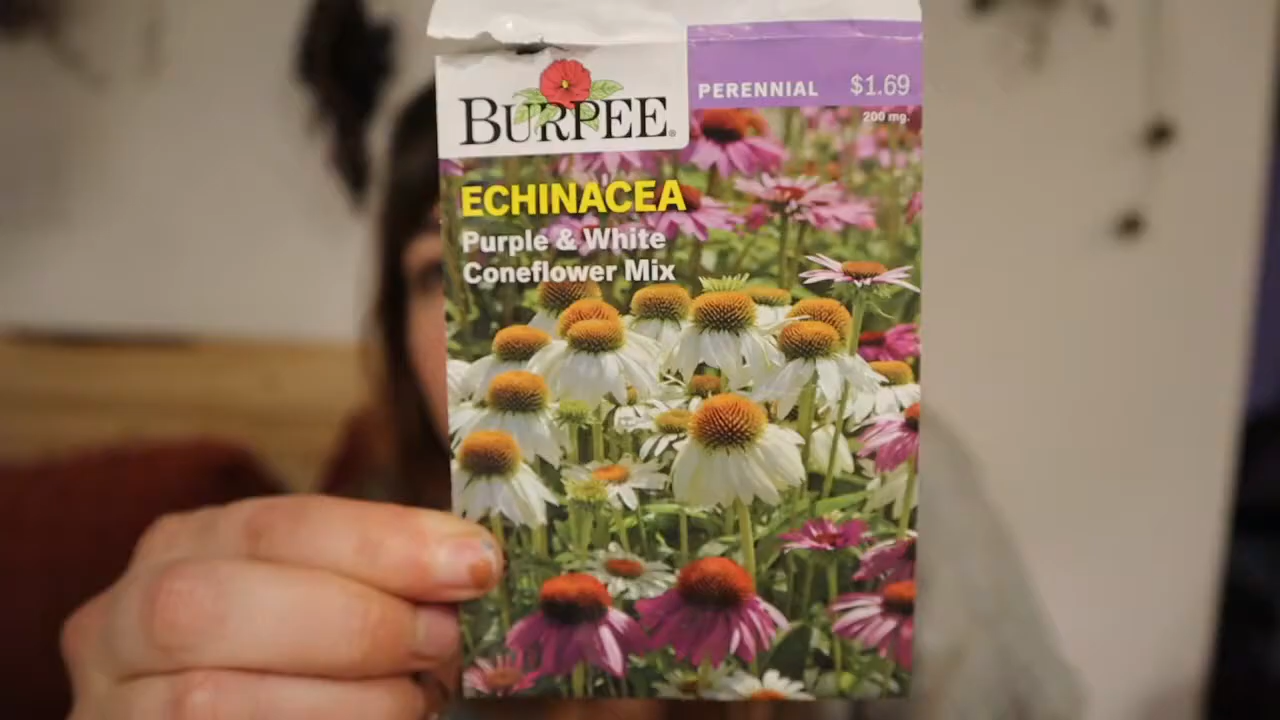 BURPEE®
PERENNIAL $1.69
200 mg.
ECHINACEA
Purple & White
Coneflower Mix